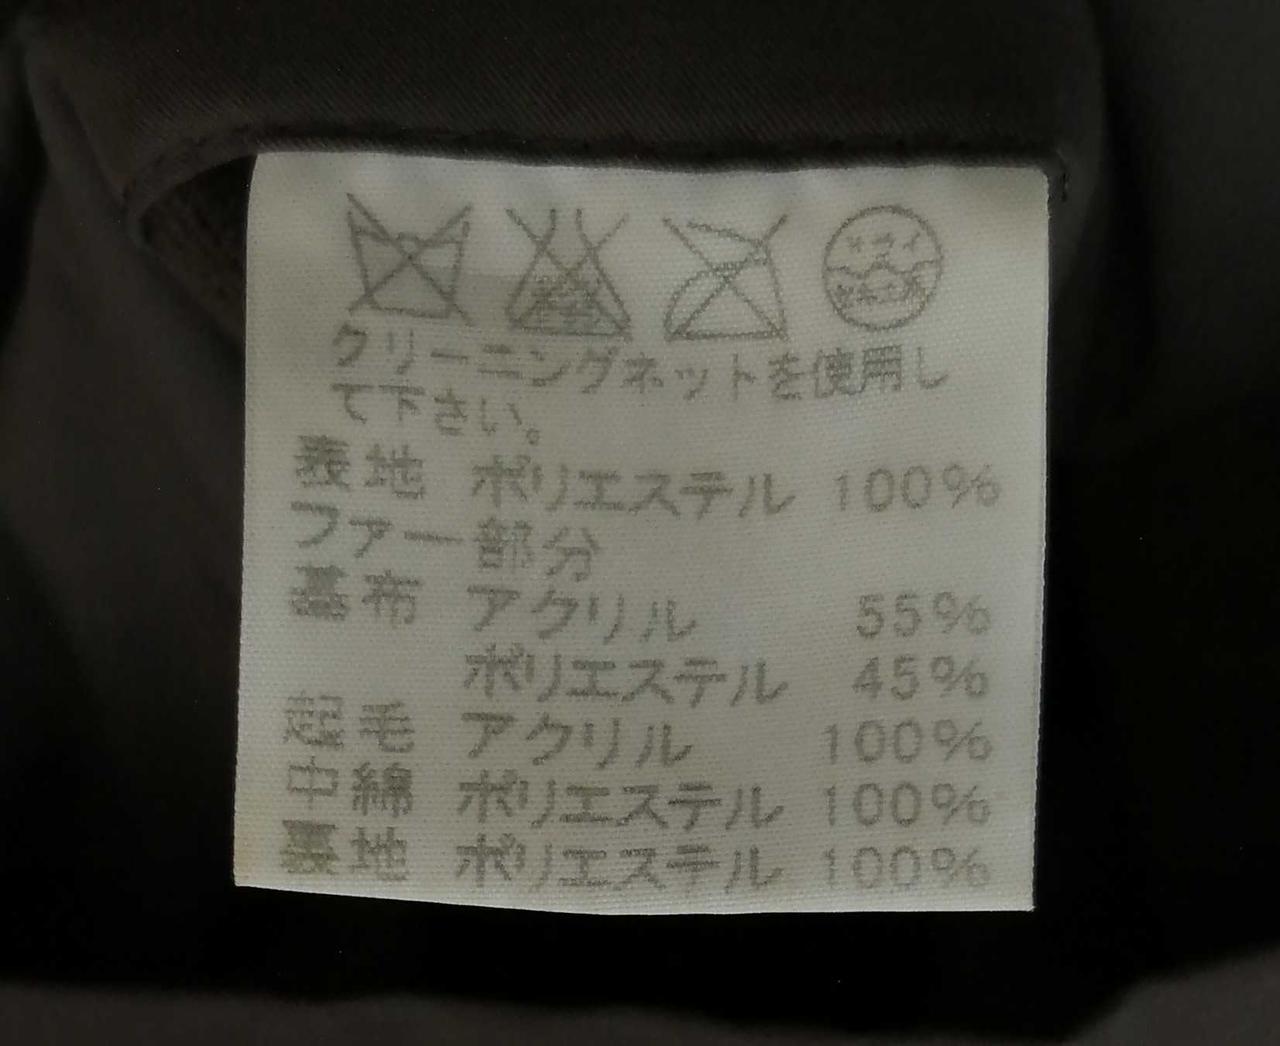 クリーニングネットを使用し
て下さい。
表地 ポリエステル 100%
ファー部分
基布 アクリル 55%
ポリエステル 45%
起毛 アクリル 100%
中綿 ポリエステル 100%
裏地 ポリエステル 100%